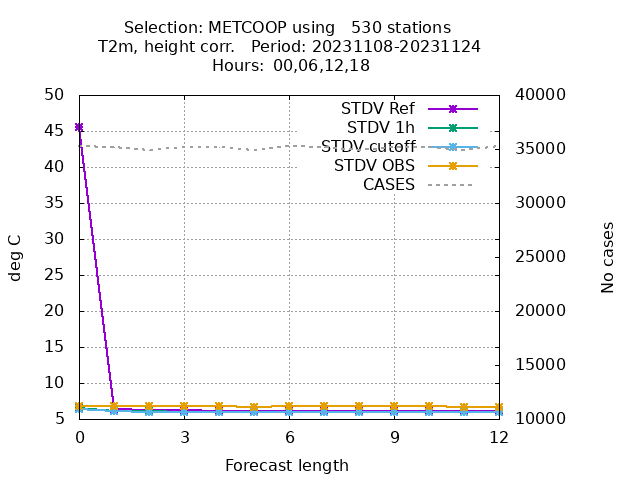 Selection: METCOOP using   530 stations
T2m, height corr.   Period: 20231108-20231124
Hours:  00,06,12,18
50
45
40
35
30
25
20
15
10
5
40000
35000
30000
25000
20000
15000
10000
STDV Ref
STDV 1h
STDV cutoff
STDV OBS
CASES
deg C
No cases
0
3
6
9
12
Forecast length